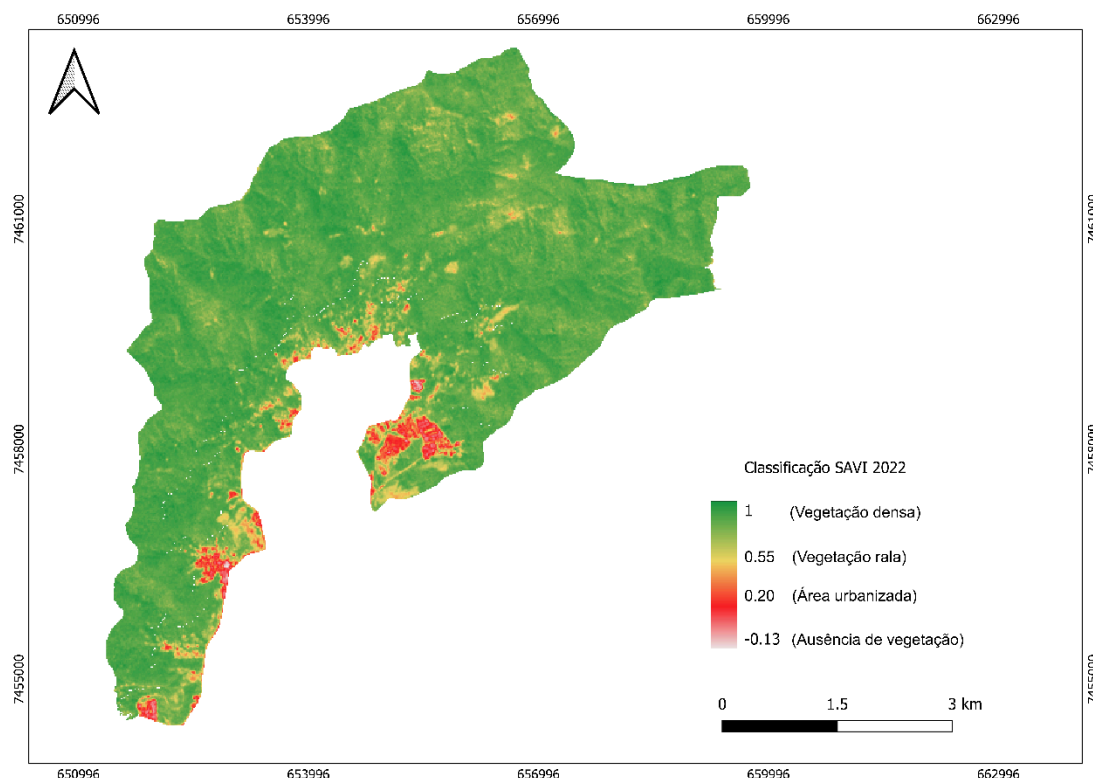 650996 653996 656996 659996 662996
7461000 7461000
7458000 7458000
Classificação SAVI 2022
1 (Vegetação densa)
0.55 (Vegetação rala)
0.20 (Área urbanizada)
-0.13 (Ausência de vegetação)
7455000 7455000
0 1.5 3 km
650996 653996 656996 659996 662996